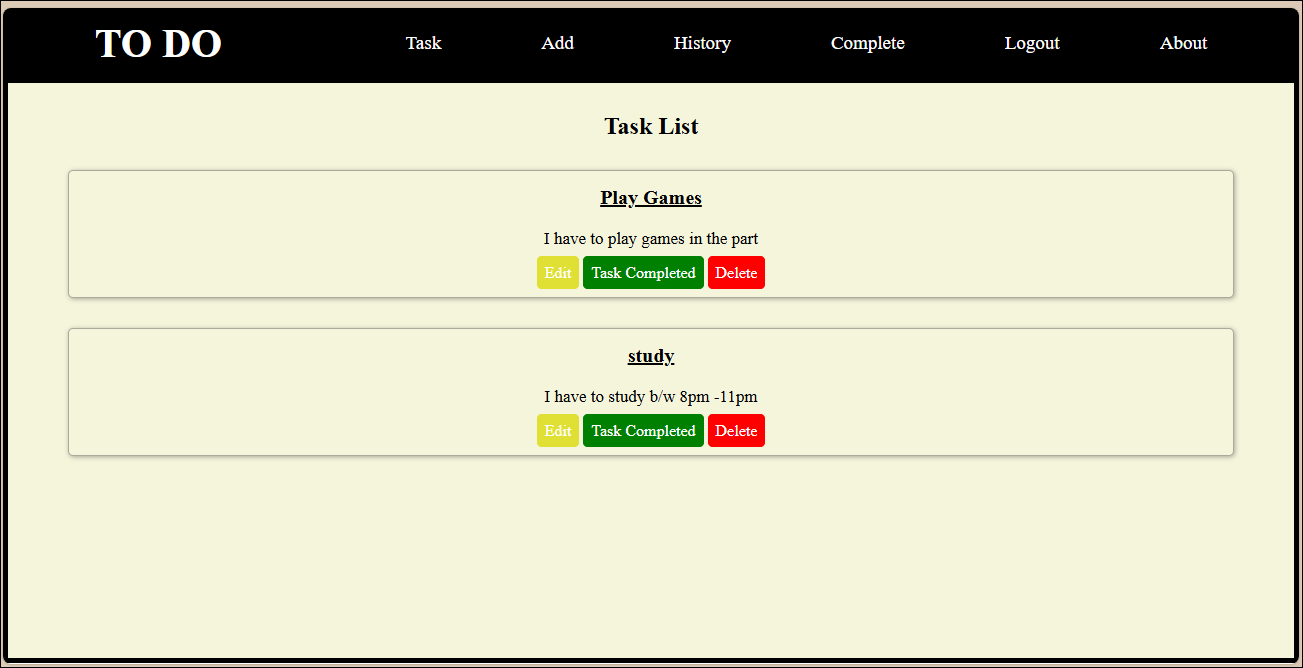 TO DO Task Add History Complete Logout About
Task List
Play Games
I have to play games in the part
Edit Task Completed Delete
study
I have to study b/w 8pm -11pm
Edit Task Completed Delete